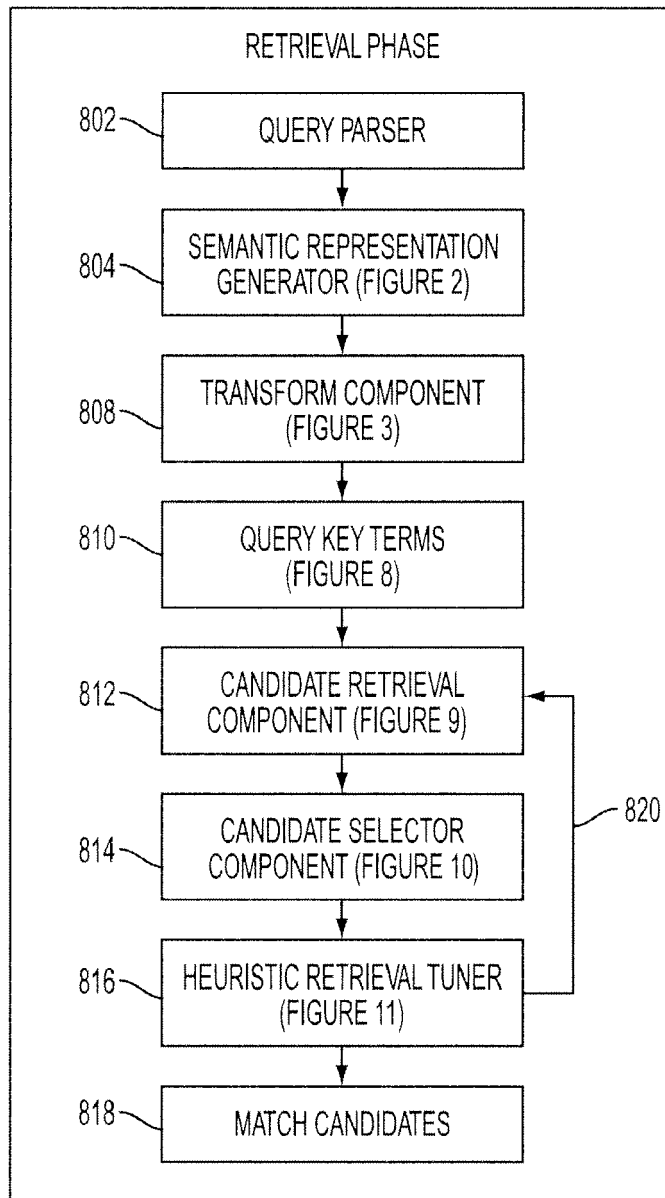 RETRIEVAL PHASE
802
QUERY PARSER
804
SEMANTIC REPRESENTATION
GENERATOR (FIGURE 2)
808
TRANSFORM COMPONENT
(FIGURE 3)
810
QUERY KEY TERMS
(FIGURE 8)
812
CANDIDATE RETRIEVAL
COMPONENT (FIGURE 9)
820
814
CANDIDATE SELECTOR
COMPONENT (FIGURE 10)
816
HEURISTIC RETRIEVAL TUNER
(FIGURE 11)
818
MATCH CANDIDATES